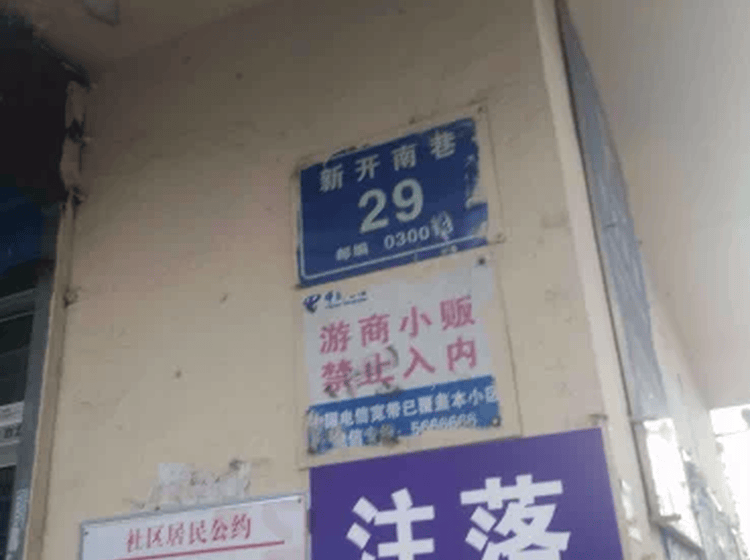 新开南巷
29
邮编 030013
游商小贩
禁止入内
中国电信宽带已覆盖本小区
社区居民公约
注 落